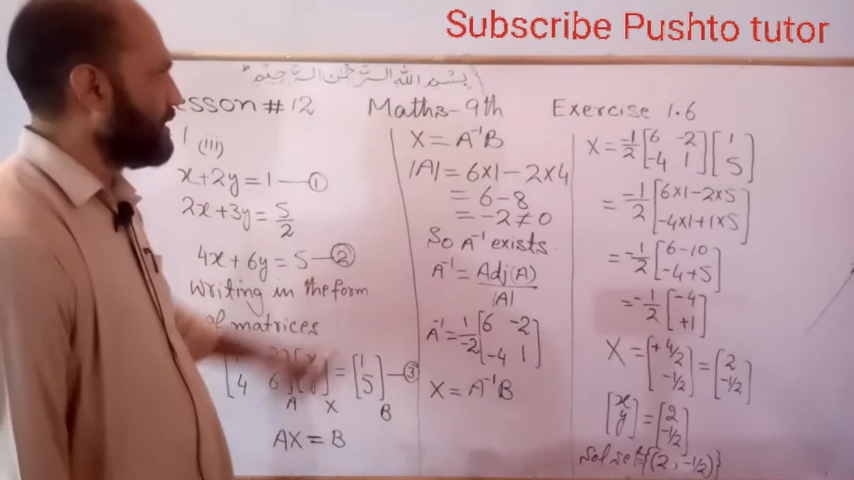 Subscribe Pushto tutor
بسم الله الرحمن الرحيم
esson # 12 Maths-9th Exercise 1.6
1 (iii)
x+2y=1 —①
2x+3y=5/2
4x+6y=5 —②
Writing in the form
of matrices
[4 6][x y]=[1 5] —③
A X B
AX=B
X=A⁻¹B
|A|=6×1-2×4
=6-8
=-2≠0
So A⁻¹ exists.
A⁻¹=Adj(A)/|A|
A⁻¹=1/-2[6 -2 -4 1]
X=A⁻¹B
X=-1/2[6 -2 -4 1][1 5]
=-1/2[6×1-2×5 -4×1+1×5]
=-1/2[6-10 -4+5]
=-1/2[-4 +1]
X=[+4/2 -1/2]=[2 -1/2]
[x y]=[2 -1/2]
Sol set={(2,-1/2)}